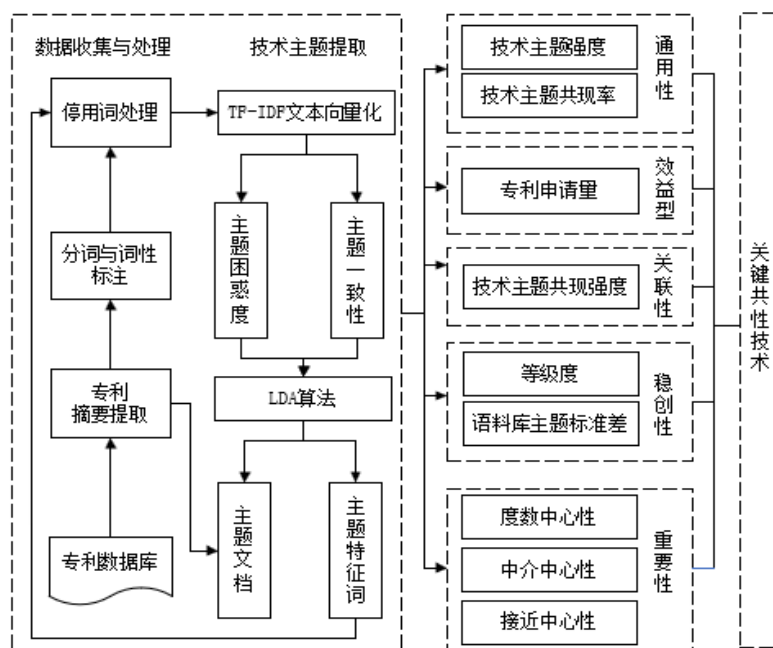 数据收集与处理
技术主题提取
停用词处理
TF-IDF文本向量化
分词与词性
标注
主题困惑度
主题一致性
专利
摘要提取
LDA算法
专利数据库
主题文档
主题特征词
技术主题强度
技术主题共现率
通用性
专利申请量
效益型
技术主题共现强度
关联性
等级度
语料库主题标准差
稳创性
度数中心性
中介中心性
接近中心性
重要性
关键共性技术